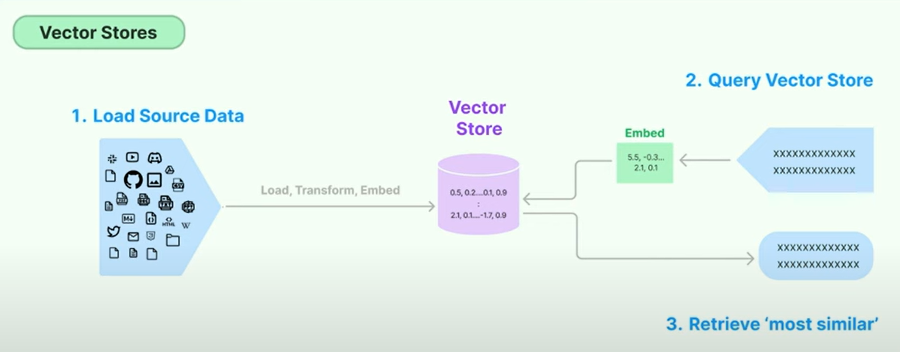 Vector Stores
1. Load Source Data
Load, Transform, Embed
Vector
Store
0.5, 0.2...0.1, 0.9
:
2.1, 0.1...-1.7, 0.9
2. Query Vector Store
Embed
5.5, -0.3...
2.1, 0.1
XXXXXXXXXXXXX
XXXXXXXXXXXXX
XXXXXXXXXXXXX
XXXXXXXXXXXXX
3. Retrieve ‘most similar’
HTML
W